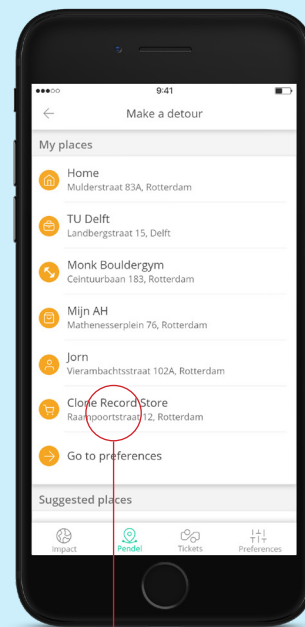 9:41
Make a detour
My places
Home
Mulderstraat 83A, Rotterdam
TU Delft
Landbergstraat 15, Delft
Monk Bouldergym
Ceintuurbaan 183, Rotterdam
Mijn AH
Mathenesserplein 76, Rotterdam
Jorn
Vierambachtsstraat 102A, Rotterdam
Clone Record Store
Raampoortstraat 12, Rotterdam
Go to preferences
Suggested places
Impact
Pendel
Tickets
Preferences